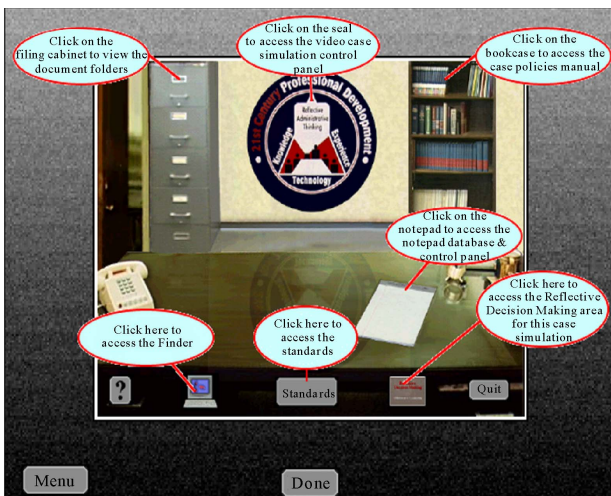 Click on the
filing cabinet to view the
document folders
Click on the seal
to access the video case
simulation control
panel
Click on the
bookcase to access the
case policies manual
21st Century Professional Development
Reflective
Administrative
Thinking
Knowledge
Experience
Technology
Click on the
notepad to access the
notepad database &
control panel
Click here to
access the Reflective
Decision Making area
for this case
simulation
Click here to
access the Finder
Click here to
access the
standards
?
Standards
Quit
Menu
Done